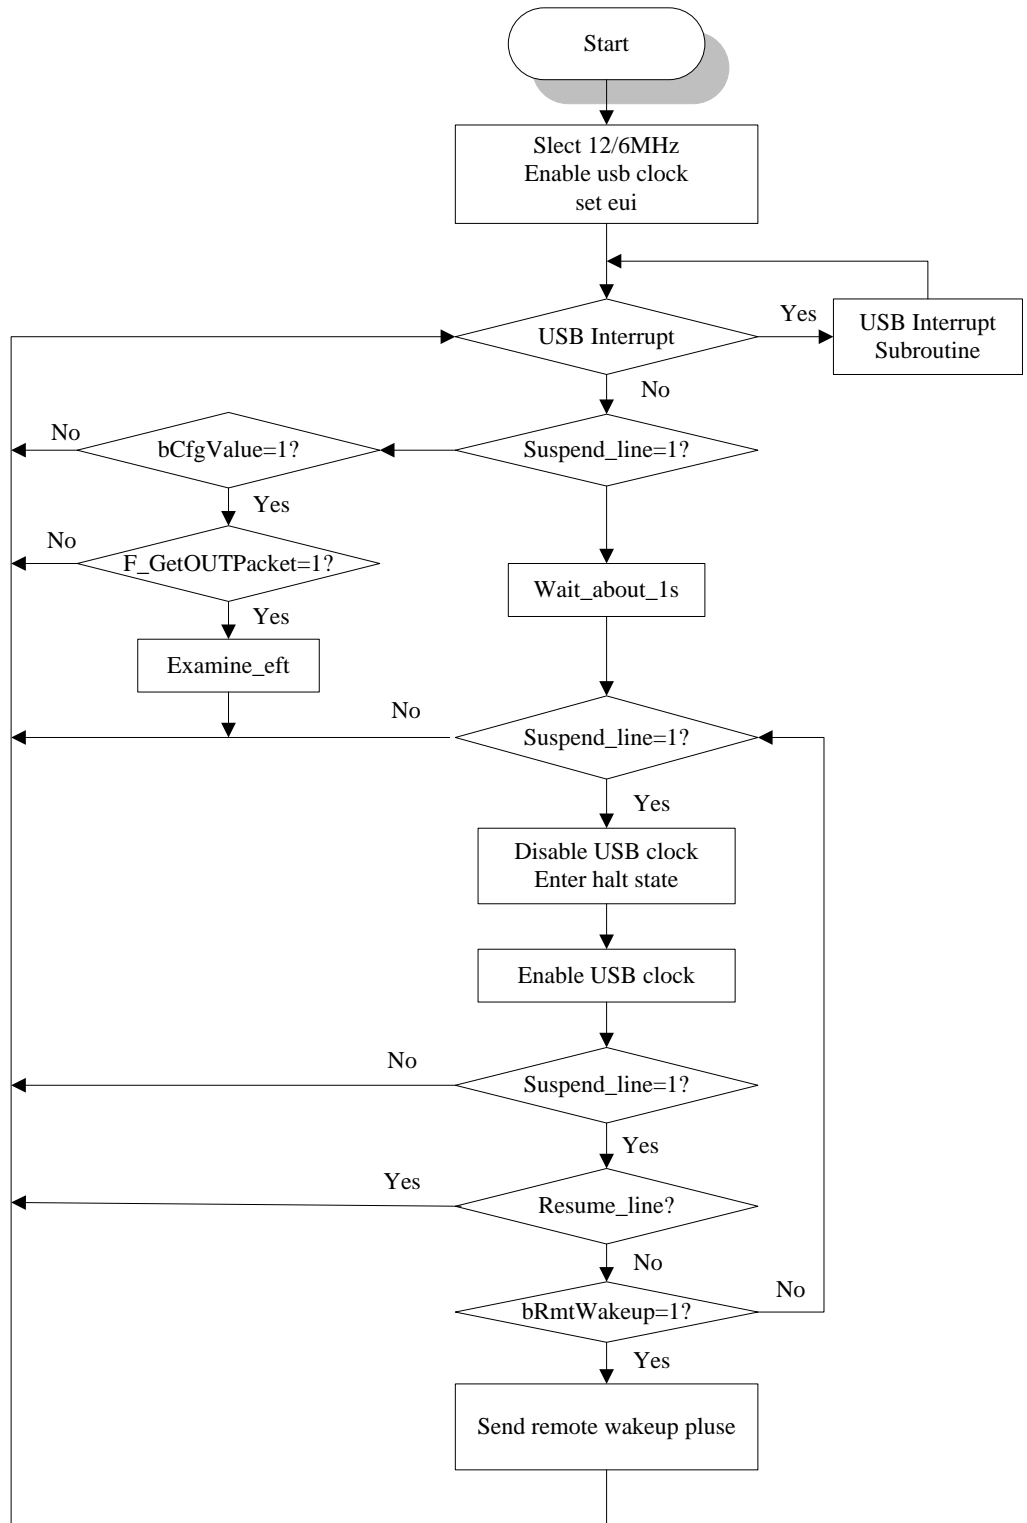 Start
Slect 12/6MHz
Enable usb clock
set eui
USB Interrupt
Yes
USB Interrupt
Subroutine
No
No
bCfgValue=1?
Suspend_line=1?
Yes
No
F_GetOUTPacket=1?
Wait_about_1s
Yes
Examine_eft
No
Suspend_line=1?
Yes
Disable USB clock
Enter halt state
Enable USB clock
No
Suspend_line=1?
Yes
Yes
Resume_line?
No
No
bRmtWakeup=1?
Yes
Send remote wakeup pluse